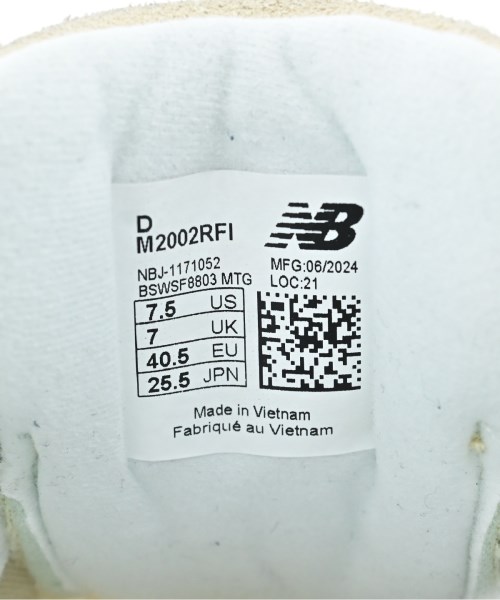 D
M2002RFI
NB
NBJ-1171052
MFG:06/2024
BSWSF8803 MTG
LOC:21
7.5 US
7 UK
40.5 EU
25.5 JPN
Made in Vietnam
Fabriqué au Vietnam